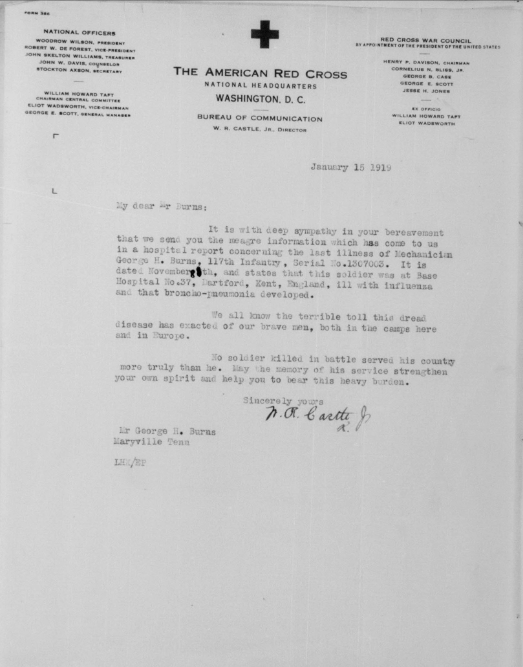 NATIONAL OFFICERS
WOODROW WILSON, PRESIDENT
ROBERT W. DE FOREST, VICE-PRESIDENT
JOHN SKELTON WILLIAMS, TREASURER
JOHN W. DAVIS, COUNSELOR
STOCKTON AXSON, SECRETARY
WILLIAM HOWARD TAFT
CHAIRMAN CENTRAL COMMITTEE
ELIOT WADSWORTH, VICE-CHAIRMAN
GEORGE E. SCOTT, GENERAL MANAGER
THE AMERICAN RED CROSS
NATIONAL HEADQUARTERS
WASHINGTON, D. C.
BUREAU OF COMMUNICATION
W. R. CASTLE, JR., DIRECTOR
RED CROSS WAR COUNCIL
BY APPOINTMENT OF THE PRESIDENT OF THE UNITED STATES
HENRY P. DAVISON, CHAIRMAN
CORNELIUS N. BLISS, JR.
GEORGE B. CASE
GEORGE E. SCOTT
JESSE H. JONES
EX OFFICIO
WILLIAM HOWARD TAFT
ELIOT WADSWORTH
January 15 1919
My dear Mr Burns:
It is with deep sympathy in your bereavement
that we send you the meagre information which has come to us
in a hospital report concerning the last illness of Mechanician
George H. Burns, 117th Infantry, Serial No.1307003. It is
dated November th, and states that this soldier was at Base
Hospital No.37, Dartford, Kent, England, ill with influenza
and that broncho-pneumonia developed.
We all know the terrible toll this dread
disease has exacted of our brave men, both in the camps here
and in Europe.
No soldier killed in battle served his country
more truly than he. May the memory of his service strengthen
your own spirit and help you to bear this heavy burden.
Sincerely yours
W. R. Castle Jr
Mr George H. Burns
Maryville Tenn